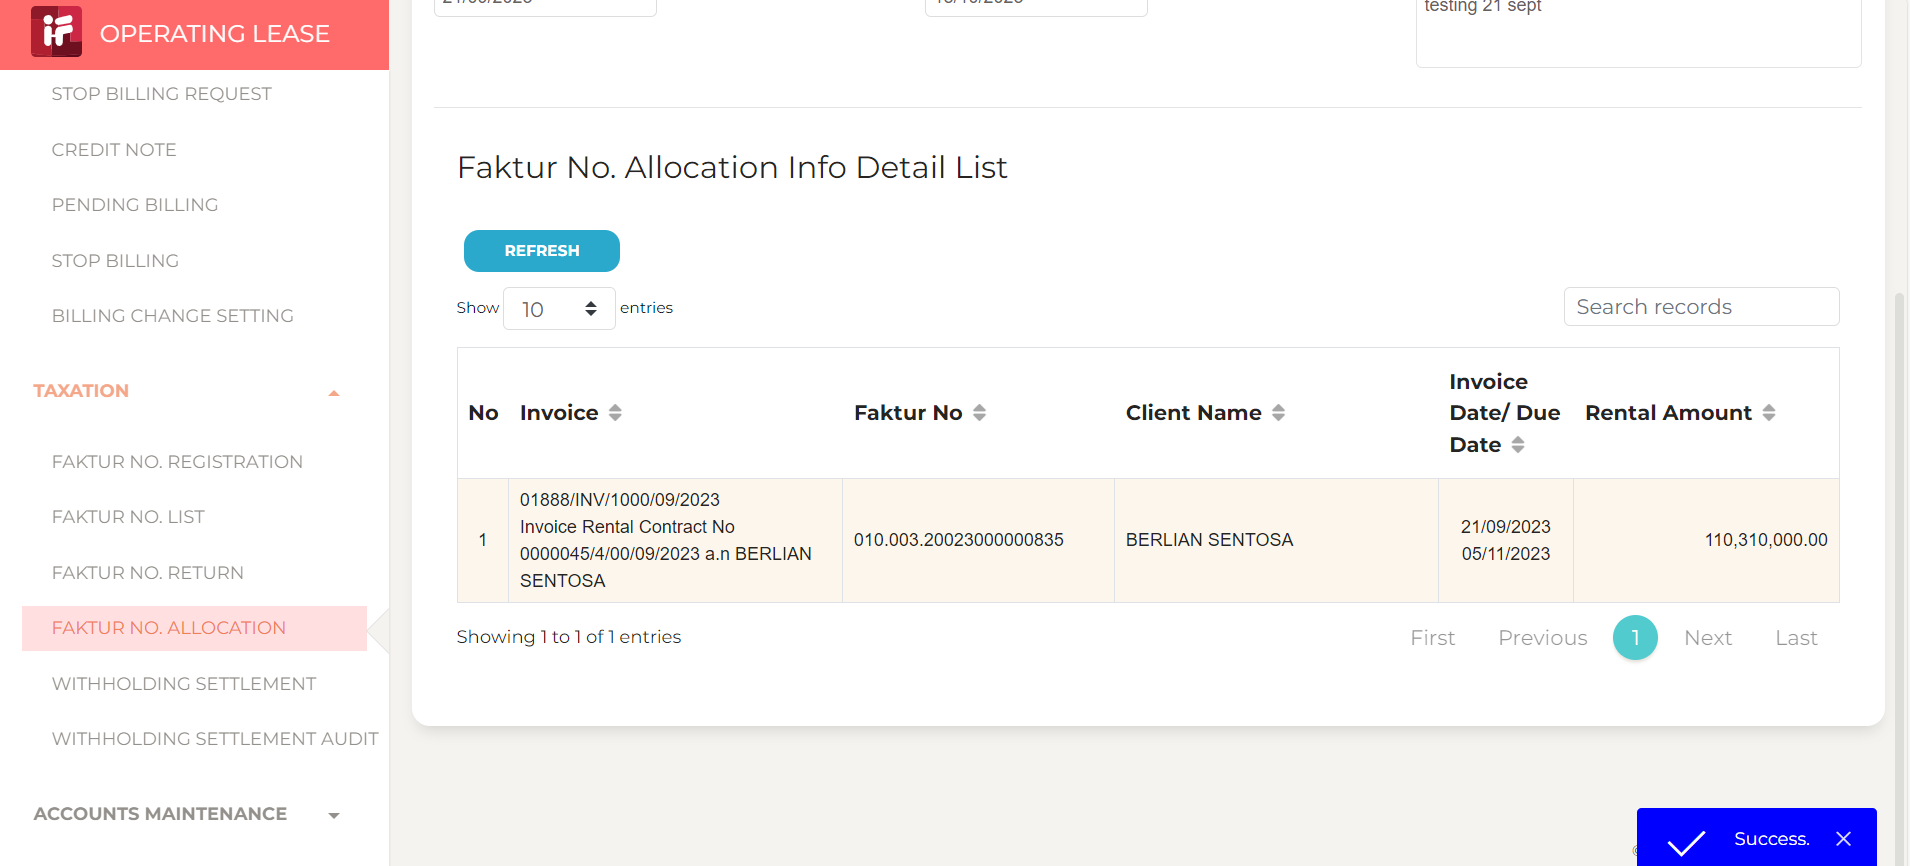 OPERATING LEASE
STOP BILLING REQUEST
CREDIT NOTE
PENDING BILLING
STOP BILLING
BILLING CHANGE SETTING
TAXATION
FAKTUR NO. REGISTRATION
FAKTUR NO. LIST
FAKTUR NO. RETURN
FAKTUR NO. ALLOCATION
WITHHOLDING SETTLEMENT
WITHHOLDING SETTLEMENT AUDIT
ACCOUNTS MAINTENANCE
testing 21 sept
Faktur No. Allocation Info Detail List
REFRESH
Show 10 entries
Search records
No Invoice Faktur No Client Name Invoice Date/ Due Date Rental Amount
1
01888/INV/1000/09/2023
Invoice Rental Contract No
0000045/4/00/09/2023 a.n BERLIAN
SENTOSA
010.003.20023000000835
BERLIAN SENTOSA
21/09/2023
05/11/2023
110,310,000.00
Showing 1 to 1 of 1 entries
First Previous 1 Next Last
Success.